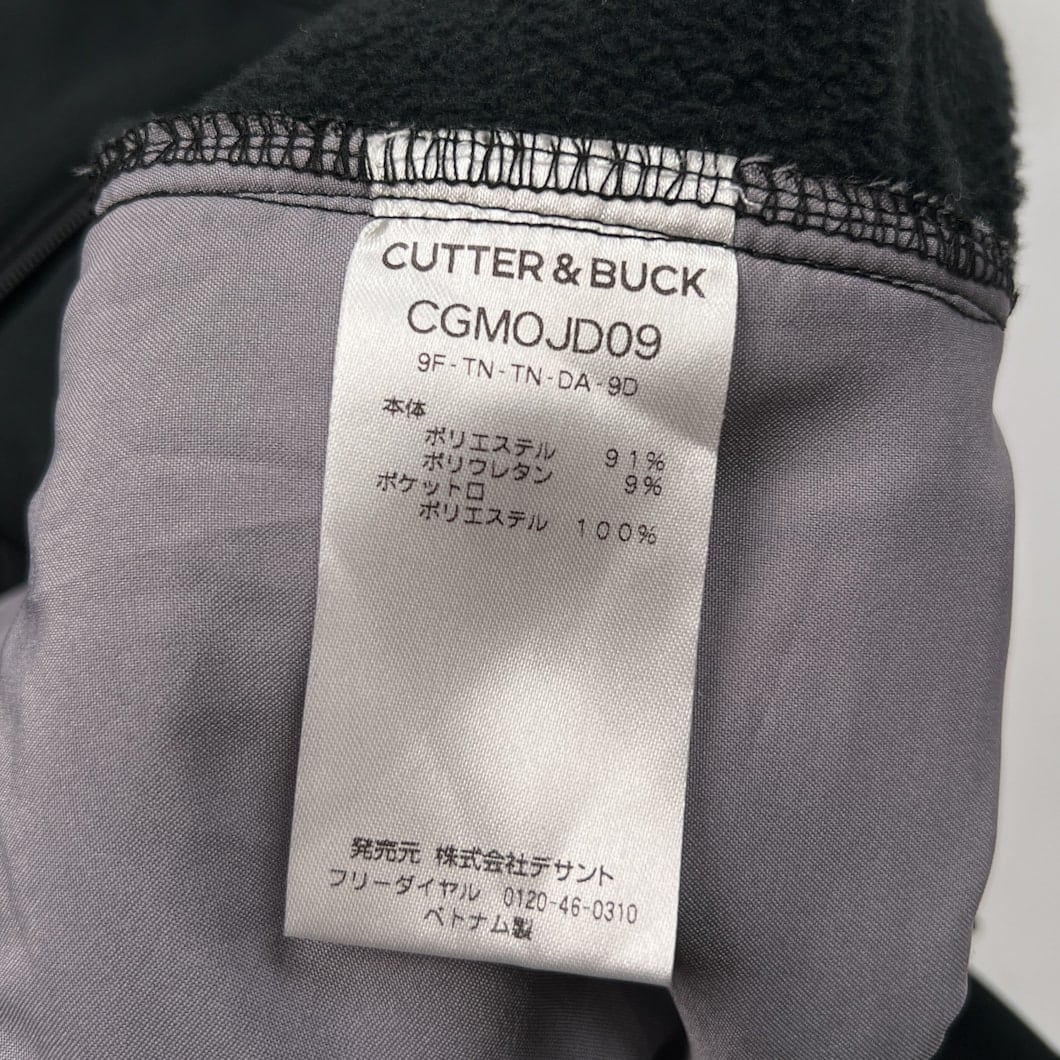 CUTTER & BUCK
CGMOJD09
9F-TN-TN-DA-9D
本体
ポリエステル 91%
ポリウレタン 9%
ポケット口
ポリエステル 100%
発売元 株式会社デサント
フリーダイヤル 0120-46-0310
ベトナム製